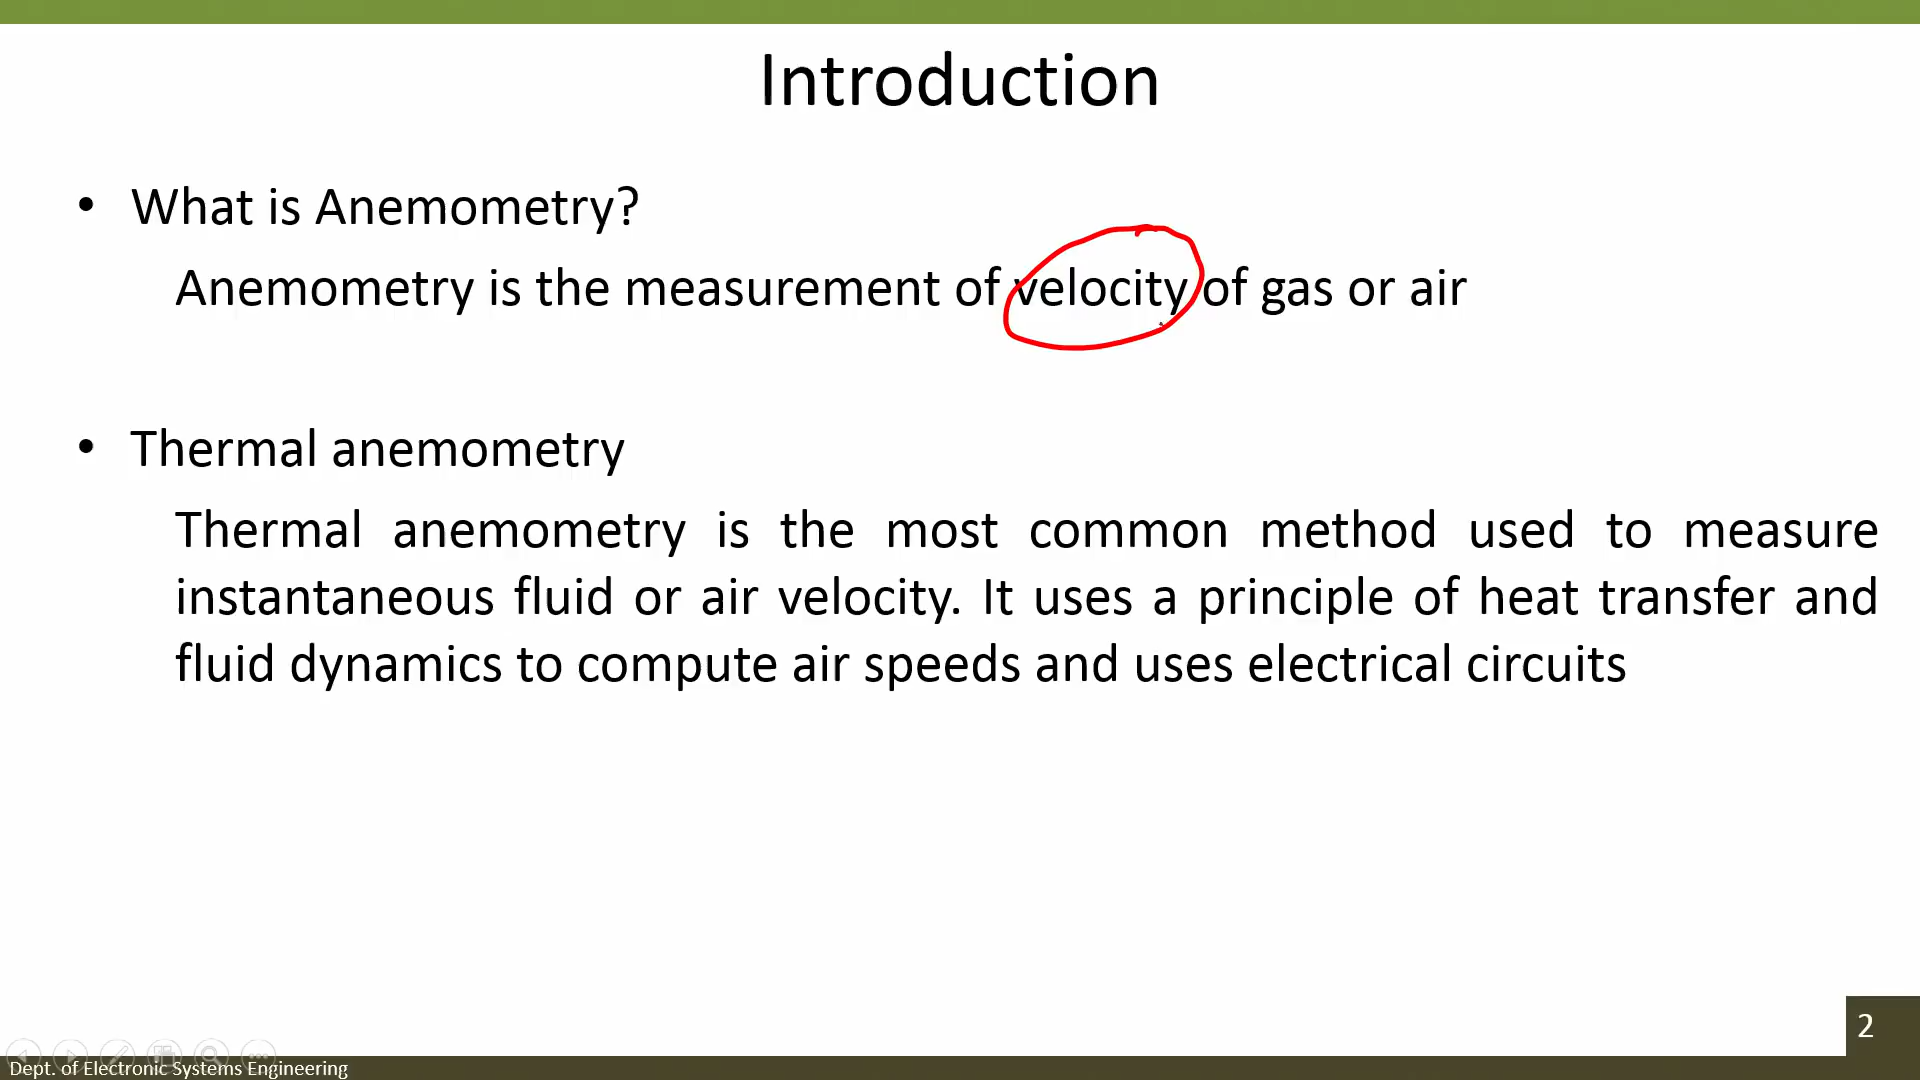 Introduction
• What is Anemometry?
Anemometry is the measurement of velocity of gas or air
• Thermal anemometry
Thermal anemometry is the most common method used to measure
instantaneous fluid or air velocity. It uses a principle of heat transfer and
fluid dynamics to compute air speeds and uses electrical circuits
2
Dept. of Electronic Systems Engineering